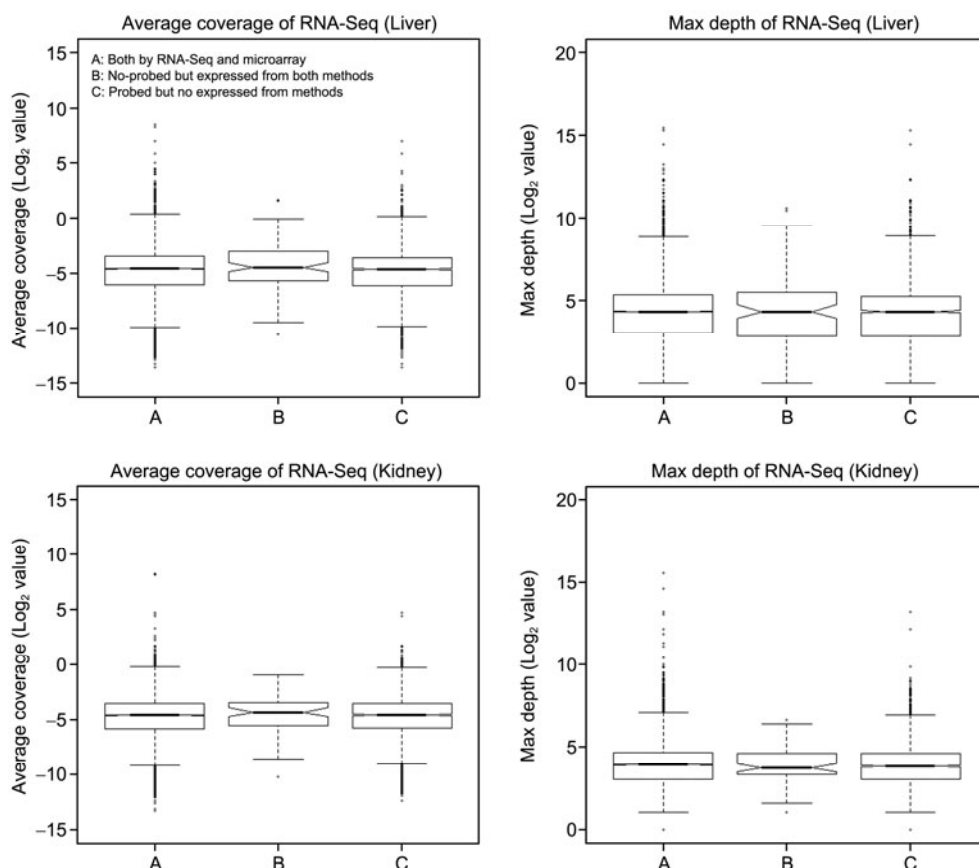 Average coverage of RNA-Seq (Liver)
15
10
5
0
–5
–10
–15
Average coverage (Log₂ value)
A: Both by RNA-Seq and microarray
B: No-probed but expressed from both methods
C: Probed but no expressed from methods
A B C
Max depth of RNA-Seq (Liver)
20
15
10
5
0
Max depth (Log₂ value)
A B C
Average coverage of RNA-Seq (Kidney)
15
10
5
0
–5
–10
–15
Average coverage (Log₂ value)
A B C
Max depth of RNA-Seq (Kidney)
20
15
10
5
0
Max depth (Log₂ value)
A B C